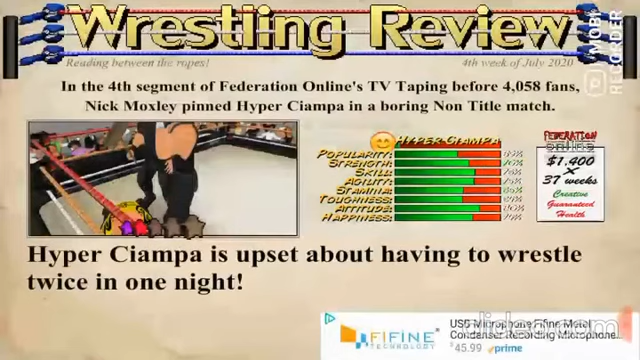 Wrestling Review
Reading between the ropes!
4th week of July 2020
In the 4th segment of Federation Online's TV Taping before 4,058 fans,
Nick Moxley pinned Hyper Ciampa in a boring Non Title match.
HYPER CIAMPA
POPULARITY:
STRENGTH:
SKILL:
AGILITY:
STAMINA:
TOUGHNESS:
ATTITUDE:
HAPPINESS:
FEDERATION
online
$1,400
X
37 weeks
Creative
Guaranteed
Health
Hyper Ciampa is upset about having to wrestle
twice in one night!
USB Microphone, Fifine Metal
Condenser Recording Microphone...
$45.99 prime
FIFINE
TECHNOLOGY
RECORDER